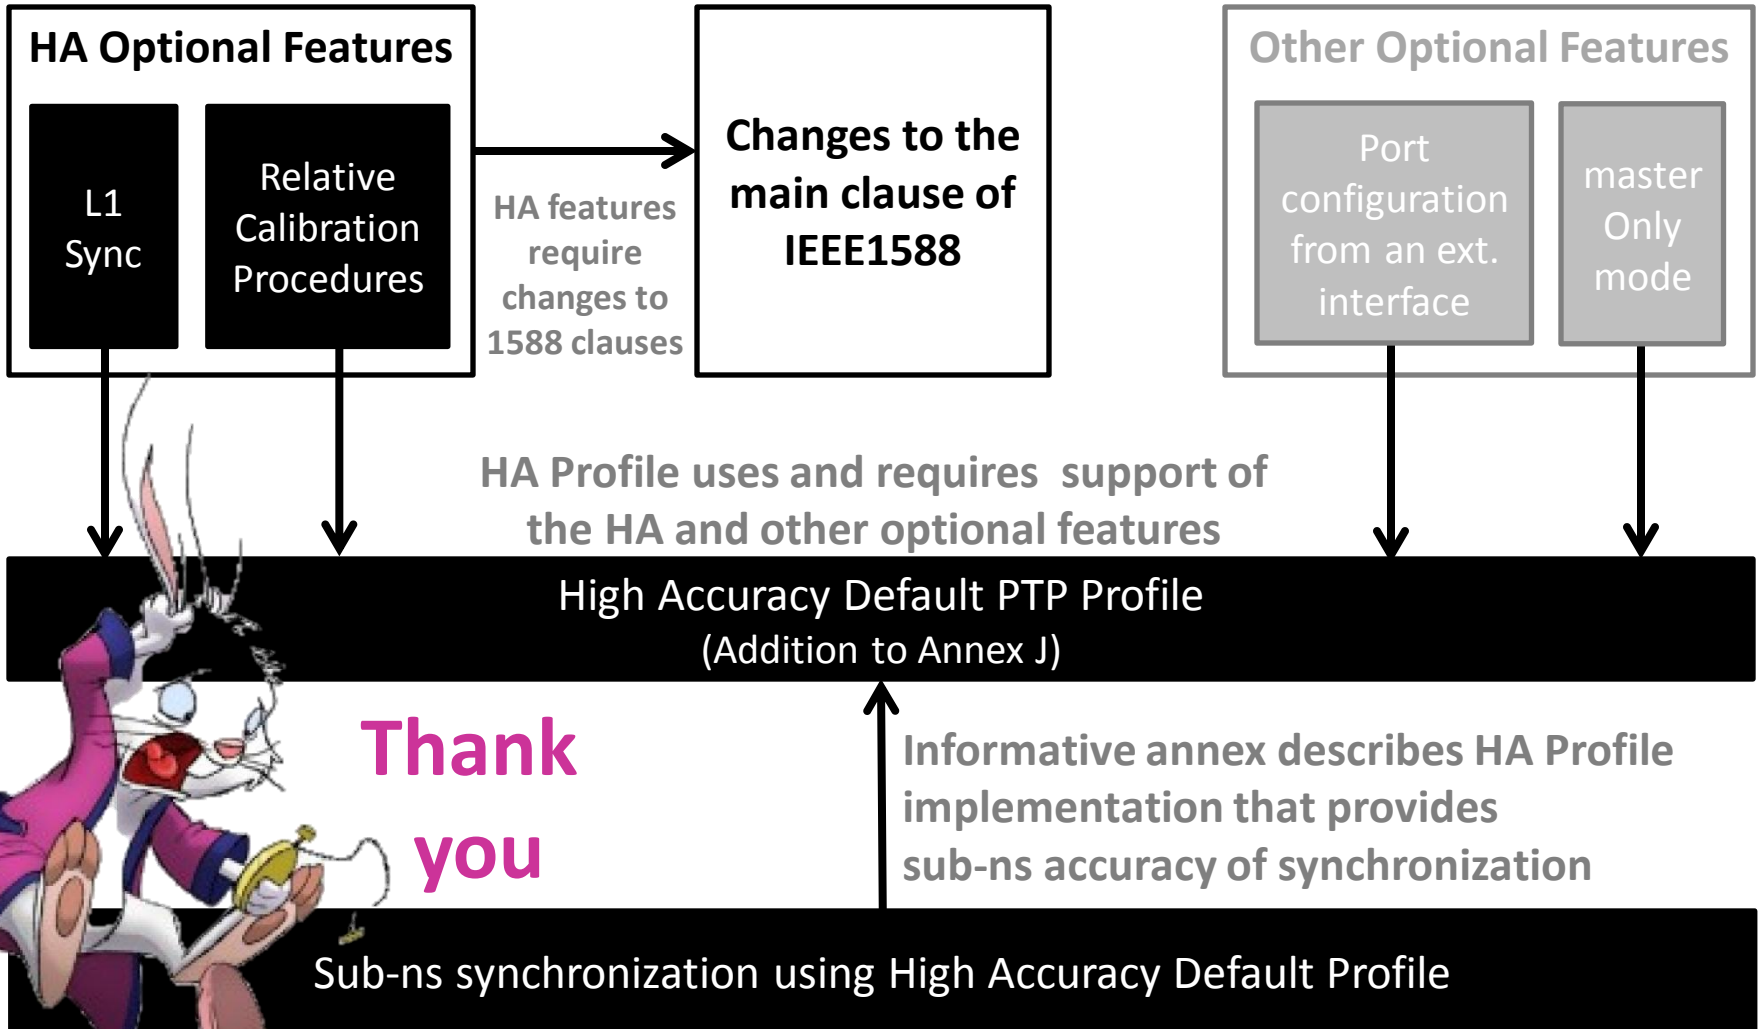 HA Optional Features
L1
Sync
Relative
Calibration
Procedures
HA features
require
changes to
1588 clauses
Changes to the
main clause of
IEEE1588
Other Optional Features
Port
configuration
from an ext.
interface
master
Only
mode
HA Profile uses and requires support of
the HA and other optional features
High Accuracy Default PTP Profile
(Addition to Annex J)
Thank
you
Informative annex describes HA Profile
implementation that provides
sub-ns accuracy of synchronization
Sub-ns synchronization using High Accuracy Default Profile